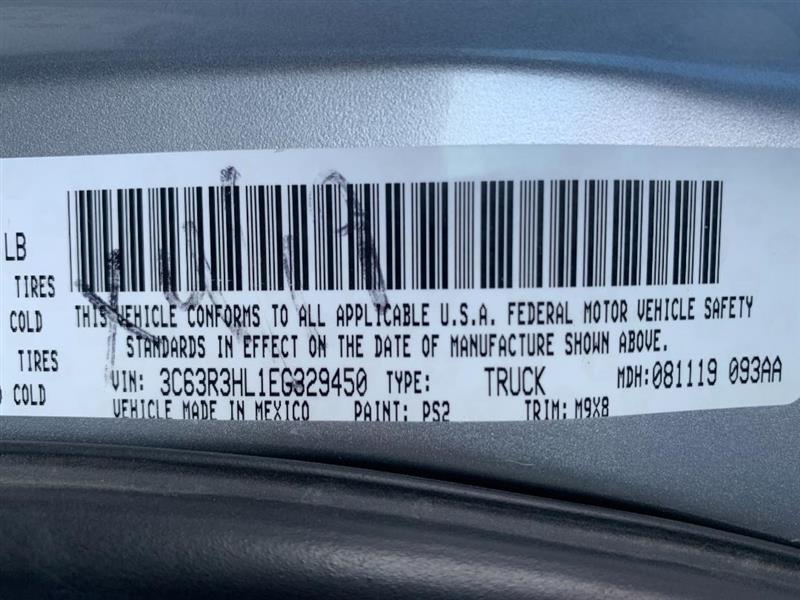 LB
TIRES
COLD
THIS VEHICLE CONFORMS TO ALL APPLICABLE U.S.A. FEDERAL MOTOR VEHICLE SAFETY
STANDARDS IN EFFECT ON THE DATE OF MANUFACTURE SHOWN ABOVE.
TIRES
COLD
VIN: 3C63R3HL1EG329450 TYPE: TRUCK MDH:081119 093AA
VEHICLE MADE IN MEXICO PAINT: PS2 TRIM: M9X8